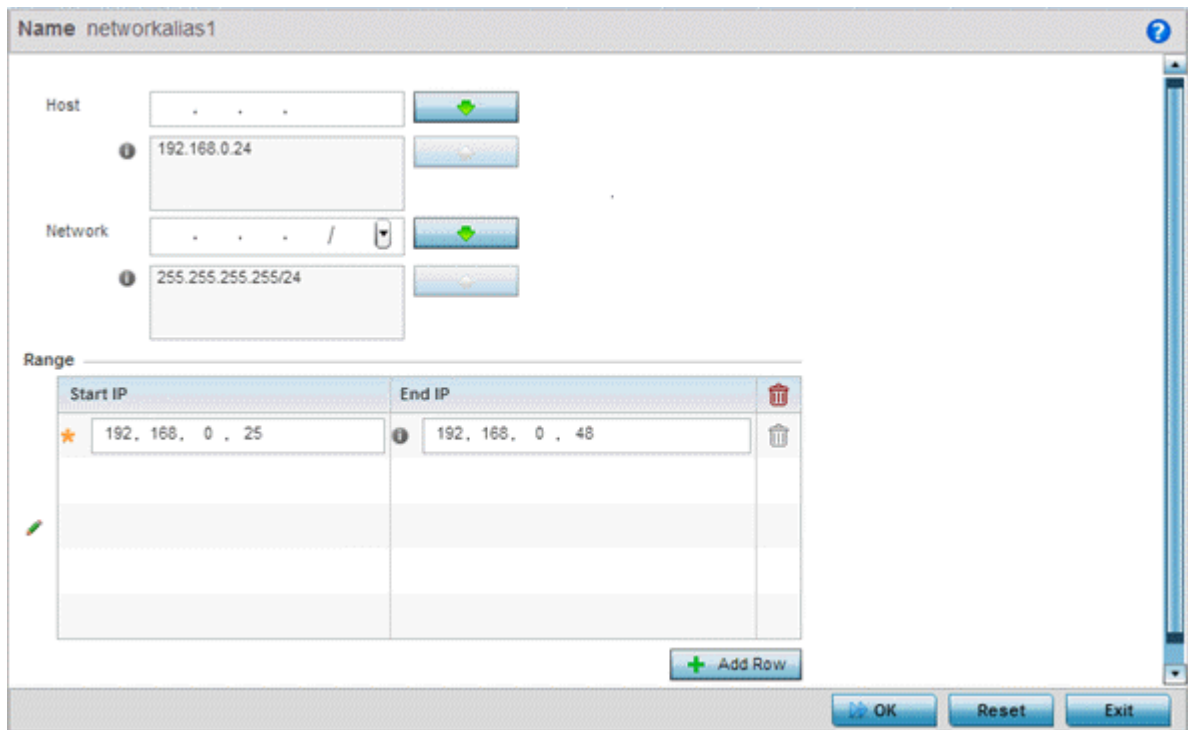 Name networkalias1
?
Host . . .
192.168.0.24
Network . . . /
255.255.255.255/24
Range
Start IP End IP
192, 168, 0 , 25 192, 168, 0 , 48
Add Row
OK Reset Exit